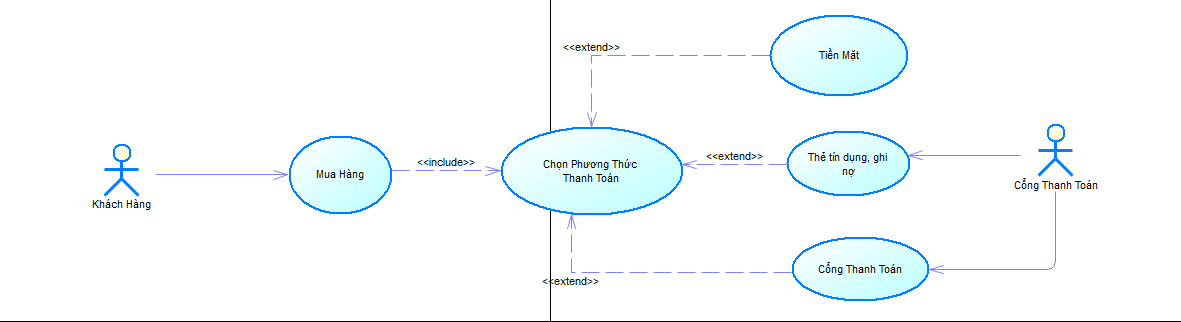 <<extend>>
Tiền Mặt
Khách Hàng
Mua Hàng
<<include>>
Chọn Phương Thức
Thanh Toán
<<extend>>
Thẻ tín dụng, ghi
nợ
Cổng Thanh Toán
<<extend>>
Cổng Thanh Toán